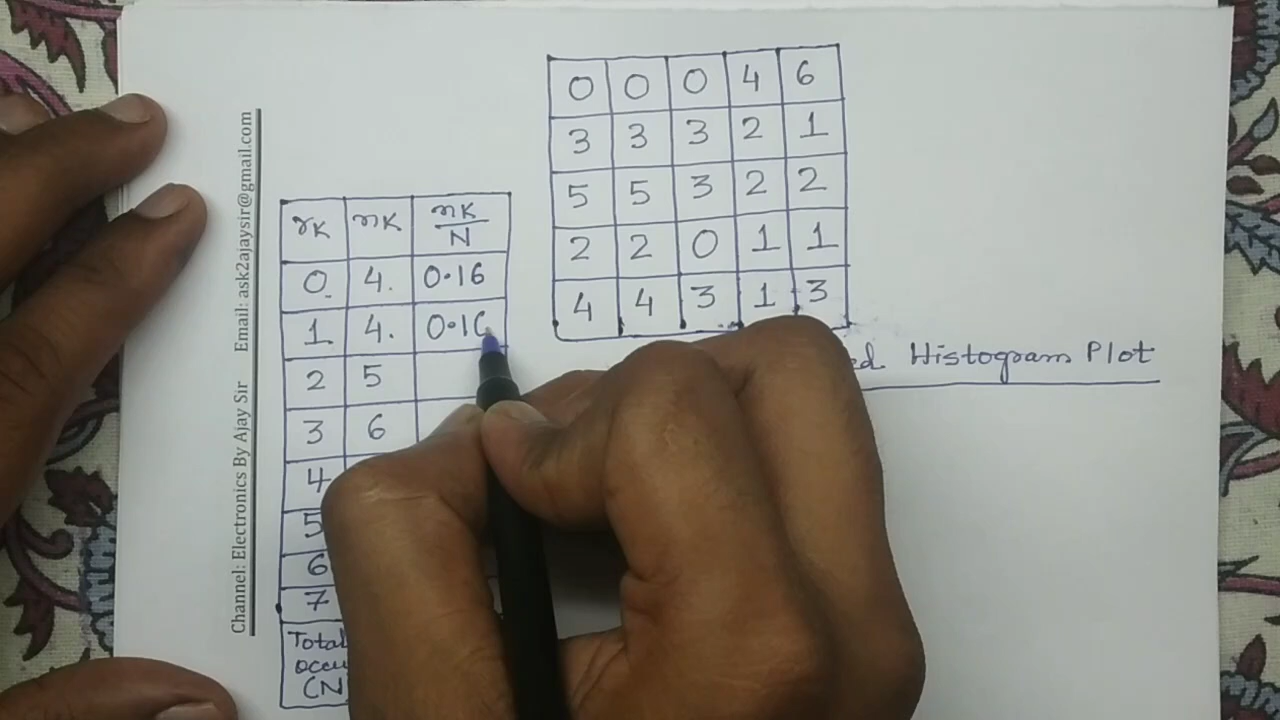 0 0 0 4 6
3 3 3 2 1
5 5 3 2 2
2 2 0 1 1
4 4 3 1 3
Histogram Plot
rK nK nK/N
0 4. 0.16
1 4. 0.16
2 5
3 6
4
5
6
7
Total
(N
Channel: Electronics By Ajay Sir Email: ask2ajaysir@gmail.com